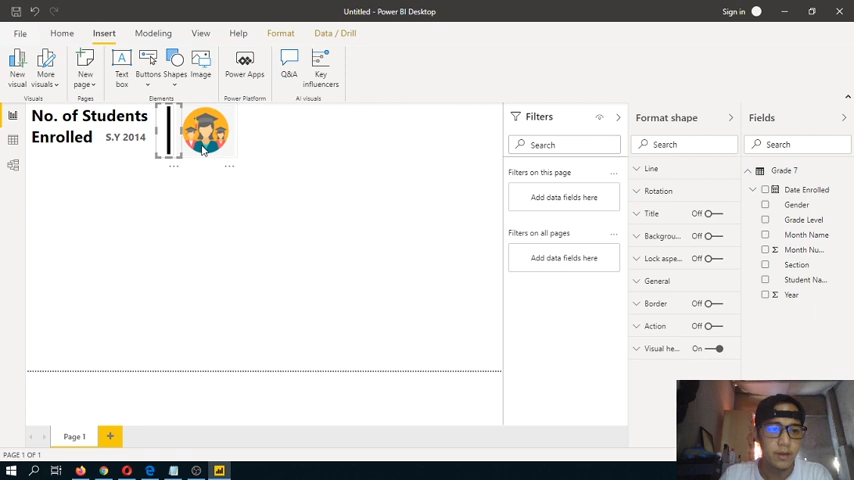 Untitled - Power BI Desktop
Sign in
File
Home
Insert
Modeling
View
Help
Format
Data / Drill
New visual
More visuals
New page
Text box
Buttons
Shapes
Image
Power Apps
Q&A
Key influencers
Visuals
Pages
Elements
Power Platform
AI visuals
No. of Students
Enrolled S.Y 2014
Filters
Search
Filters on this page
Add data fields here
Filters on all pages
Add data fields here
Format shape
Search
Line
Rotation
Title Off
Backgrou... Off
Lock aspe... Off
General
Border Off
Action Off
Visual he... On
Fields
Search
Grade 7
Date Enrolled
Gender
Grade Level
Month Name
Month Nu...
Section
Student Na...
Year
Page 1
PAGE 1 OF 1